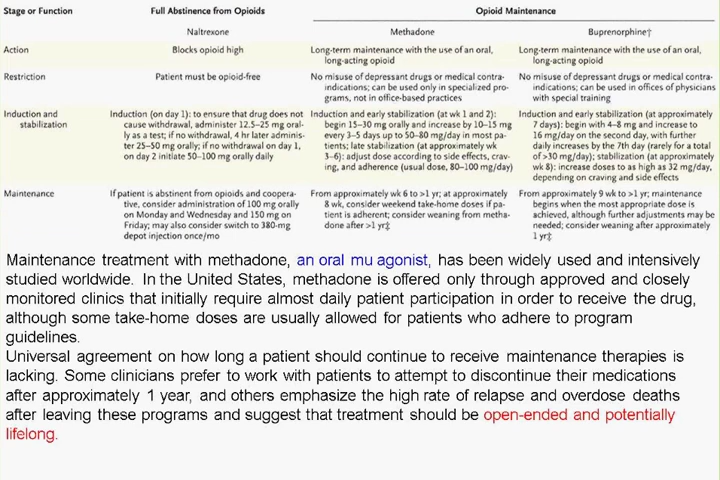 Stage or Function Full Abstinence from Opioids Opioid Maintenance
Naltrexone Methadone Buprenorphine†
Action Blocks opioid high Long-term maintenance with the use of an oral, Long-term maintenance with the use of an oral,
long-acting opioid long-acting opioid
Restriction Patient must be opioid-free No misuse of depressant drugs or medical contra- No misuse of depressant drugs or medical contra-
indications; can be used only in specialized pro- indications; can be used in offices of physicians
grams, not in office-based practices with special training
Induction and Induction (on day 1): to ensure that drug does not Induction and early stabilization (at wk 1 and 2): Induction and early stabilization (at approximately
stabilization cause withdrawal, administer 12.5–25 mg oral- begin 15–30 mg orally and increase by 10–15 mg 7 days): begin with 4–8 mg and increase to
ly as a test; if no withdrawal, 4 hr later adminis- every 3–5 days up to 50–80 mg/day in most pa- 16 mg/day on the second day, with further
ter 25–50 mg orally; if no withdrawal on day 1, tients; late stabilization (at approximately wk daily increases by the 7th day (rarely for a total
on day 2 initiate 50–100 mg orally daily 3–6): adjust dose according to side effects, crav- of >30 mg/day); stabilization (at approximately
ing, and adherence (usual dose, 80–100 mg/day) wk 8): increase doses to as high as 32 mg/day,
depending on craving and side effects
Maintenance If patient is abstinent from opioids and coopera- From approximately wk 6 to >1 yr; at approximately From approximately 9 wk to >1 yr; maintenance
tive, consider administration of 100 mg orally 8 wk, consider weekend take-home doses if pa- begins when the most appropriate dose is
on Monday and Wednesday and 150 mg on tient is adherent; consider weaning from metha- achieved, although further adjustments may be
Friday; may also consider switch to 380-mg done after >1 yr‡ needed; consider weaning after approximately
depot injection once/mo 1 yr‡
Maintenance treatment with methadone, an oral mu agonist, has been widely used and intensively
studied worldwide. In the United States, methadone is offered only through approved and closely
monitored clinics that initially require almost daily patient participation in order to receive the drug,
although some take-home doses are usually allowed for patients who adhere to program
guidelines.
Universal agreement on how long a patient should continue to receive maintenance therapies is
lacking. Some clinicians prefer to work with patients to attempt to discontinue their medications
after approximately 1 year, and others emphasize the high rate of relapse and overdose deaths
after leaving these programs and suggest that treatment should be open-ended and potentially
lifelong.